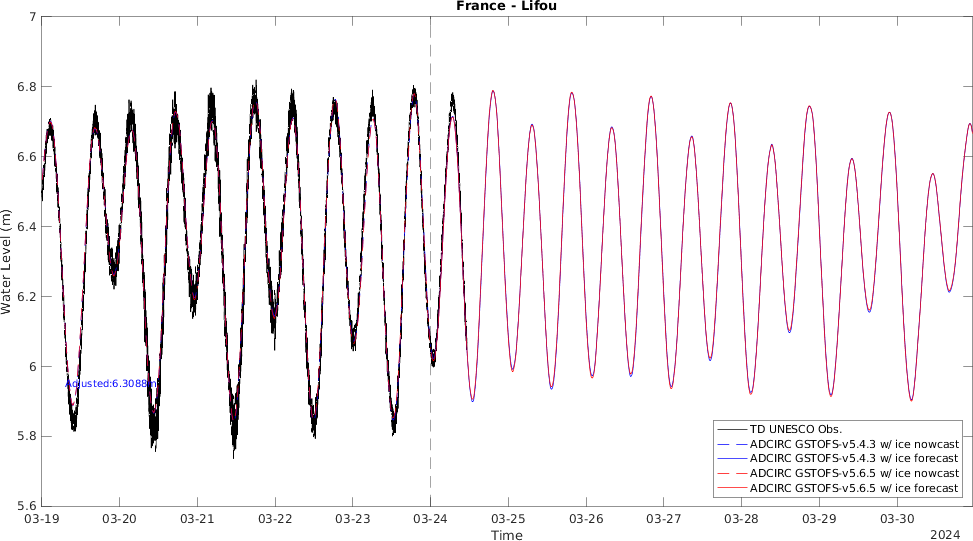 France - Lifou
7
6.8
6.6
6.4
6.2
6
5.8
5.6
Water Level (m)
Adjusted:6.3088m
TD UNESCO Obs.
ADCIRC GSTOFS-v5.4.3 w/ ice nowcast
ADCIRC GSTOFS-v5.4.3 w/ ice forecast
ADCIRC GSTOFS-v5.6.5 w/ ice nowcast
ADCIRC GSTOFS-v5.6.5 w/ ice forecast
03-19 03-20 03-21 03-22 03-23 03-24 03-25 03-26 03-27 03-28 03-29 03-30
Time
2024